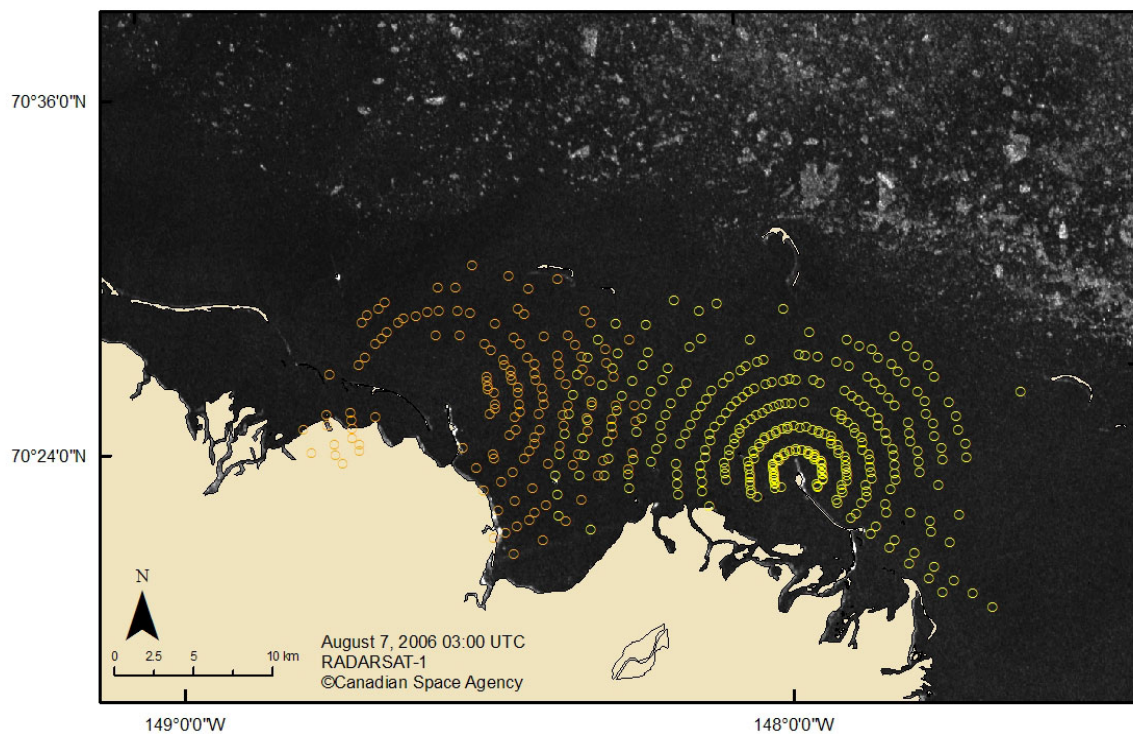 70°36'0"N
70°24'0"N
N
August 7, 2006 03:00 UTC
RADARSAT-1
©Canadian Space Agency
0 2.5 5 10 km
149°0'0"W 148°0'0"W